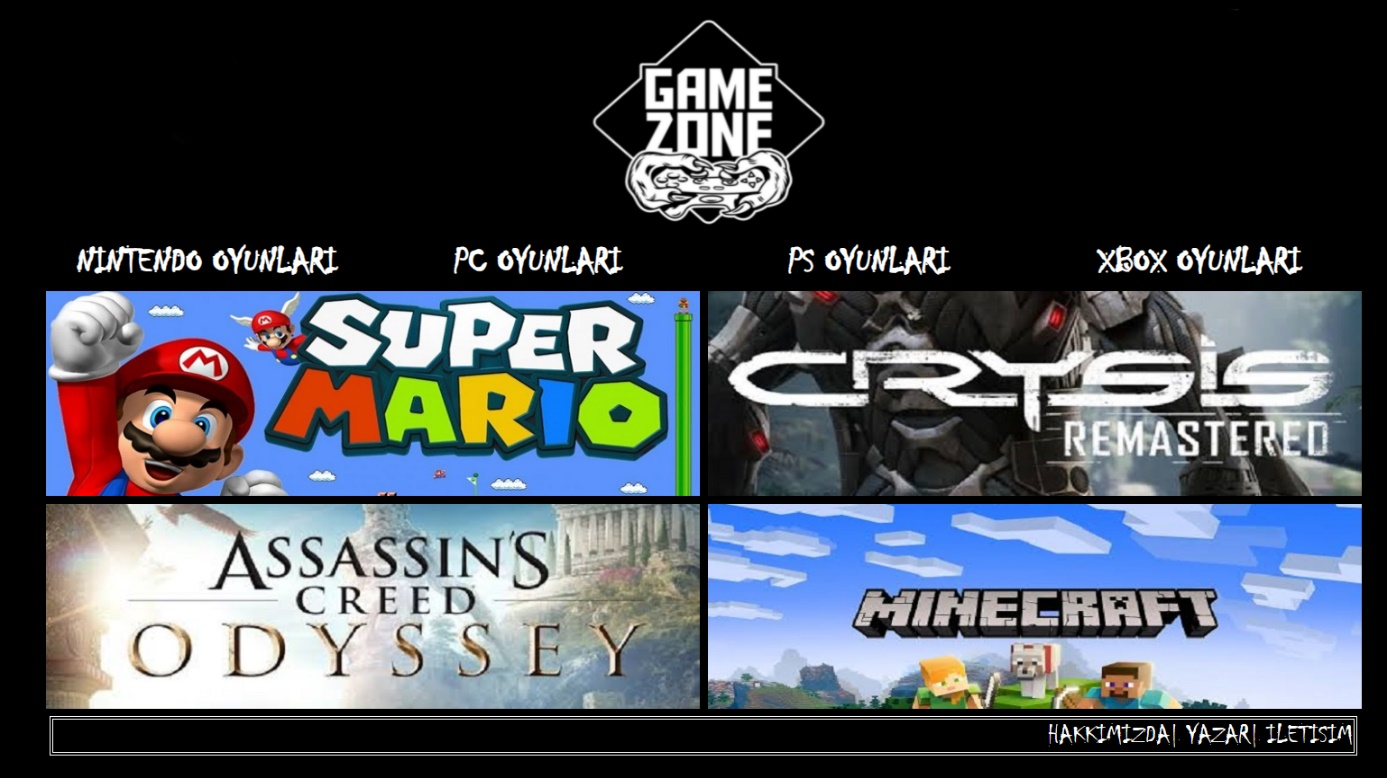 GAME
ZONE
NINTENDO OYUNLARI PC OYUNLARI PS OYUNLARI XBOX OYUNLARI
SUPER
MARIO
CRYSIS
REMASTERED
ASSASSIN'S
CREED
ODYSSEY
MINECRAFT
HAKKIMIZDA| YAZAR| ILETISIM